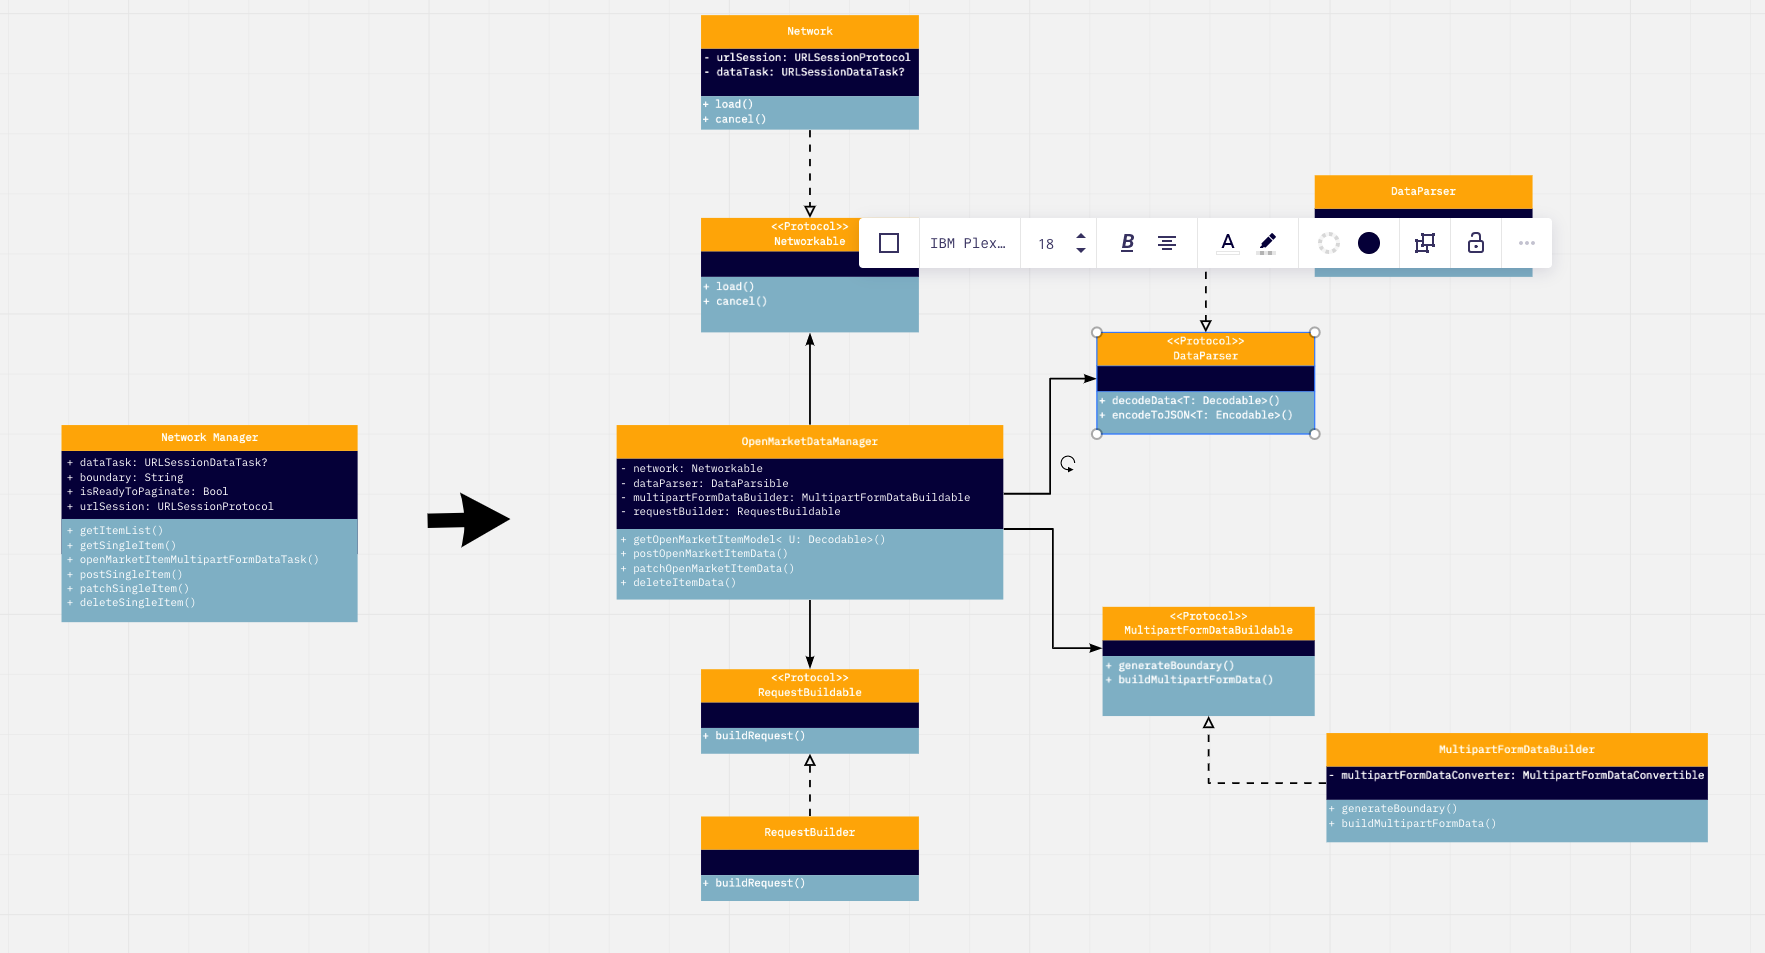 Network
- urlSession: URLSessionProtocol
- dataTask: URLSessionDataTask?
+ load()
+ cancel()
DataParser
<<Protocol>>
Networkable
+ load()
+ cancel()
IBM Plex...
18
B
A
<<Protocol>>
DataParser
+ decodeData<T: Decodable>()
+ encodeToJSON<T: Encodable>()
Network Manager
+ dataTask: URLSessionDataTask?
+ boundary: String
+ isReadyToPaginate: Bool
+ urlSession: URLSessionProtocol
+ getItemList()
+ getSingleItem()
+ openMarketItemMultipartFormDataTask()
+ postSingleItem()
+ patchSingleItem()
+ deleteSingleItem()
OpenMarketDataManager
- network: Networkable
- dataParser: DataParsible
- multipartFormDataBuilder: MultipartFormDataBuildable
- requestBuilder: RequestBuildable
+ getOpenMarketItemModel< U: Decodable>()
+ postOpenMarketItemData()
+ patchOpenMarketItemData()
+ deleteItemData()
<<Protocol>>
MultipartFormDataBuildable
+ generateBoundary()
+ buildMultipartFormData()
<<Protocol>>
RequestBuildable
+ buildRequest()
MultipartFormDataBuilder
- multipartFormDataConverter: MultipartFormDataConvertible
+ generateBoundary()
+ buildMultipartFormData()
RequestBuilder
+ buildRequest()